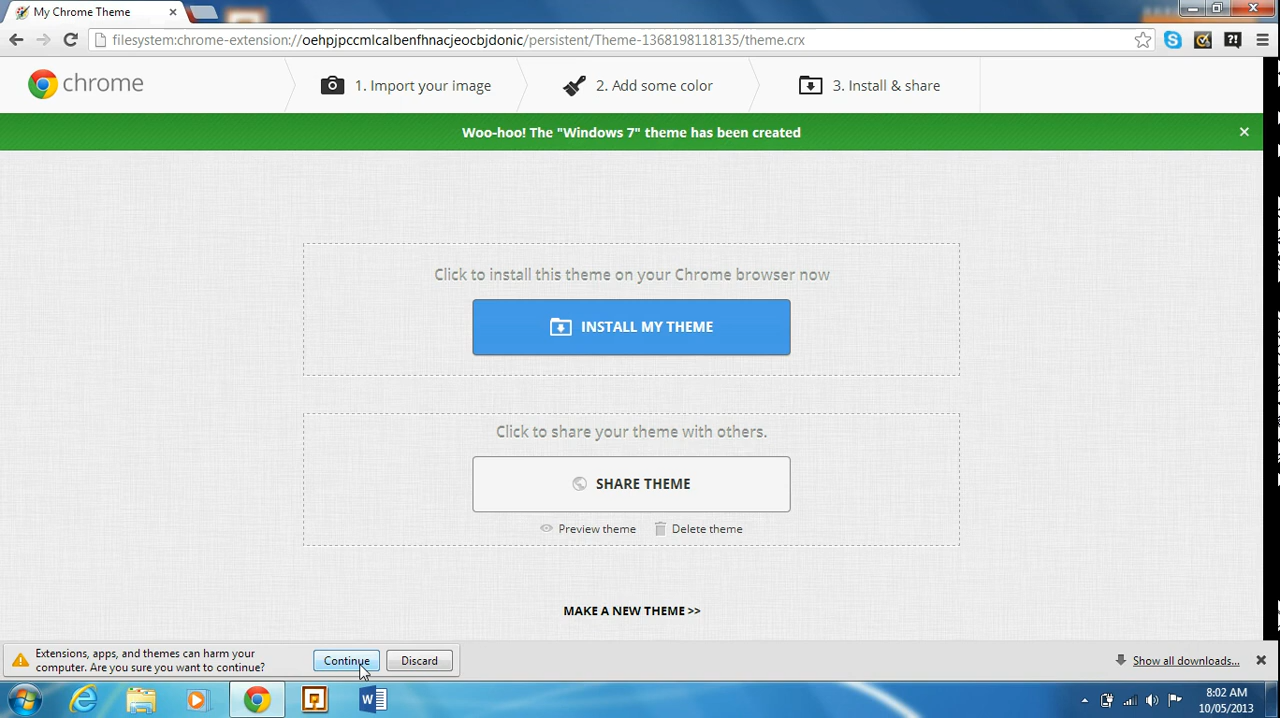 My Chrome Theme
filesystem:chrome-extension://oehpjpccmlcalbenfhnacjeocbjdonic/persistent/Theme-1368198118135/theme.crx
chrome
1. Import your image
2. Add some color
3. Install & share
Woo-hoo! The "Windows 7" theme has been created
Click to install this theme on your Chrome browser now
INSTALL MY THEME
Click to share your theme with others.
SHARE THEME
Preview theme
Delete theme
MAKE A NEW THEME >>
Extensions, apps, and themes can harm your
computer. Are you sure you want to continue?
Continue
Discard
Show all downloads...
8:02 AM
10/05/2013